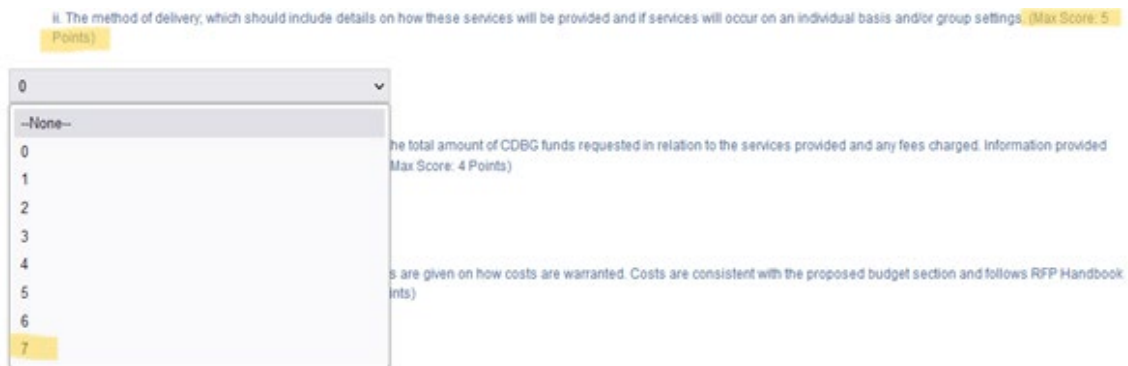 ii. The method of delivery, which should include details on how these services will be provided and if services will occur on an individual basis and/or group settings. (Max Score: 5
Points)
0
--None--
0
he total amount of CDBG funds requested in relation to the services provided and any fees charged. Information provided
1
Max Score: 4 Points)
2
3
4
s are given on how costs are warranted. Costs are consistent with the proposed budget section and follows RFP Handbook
5
ints)
6
7